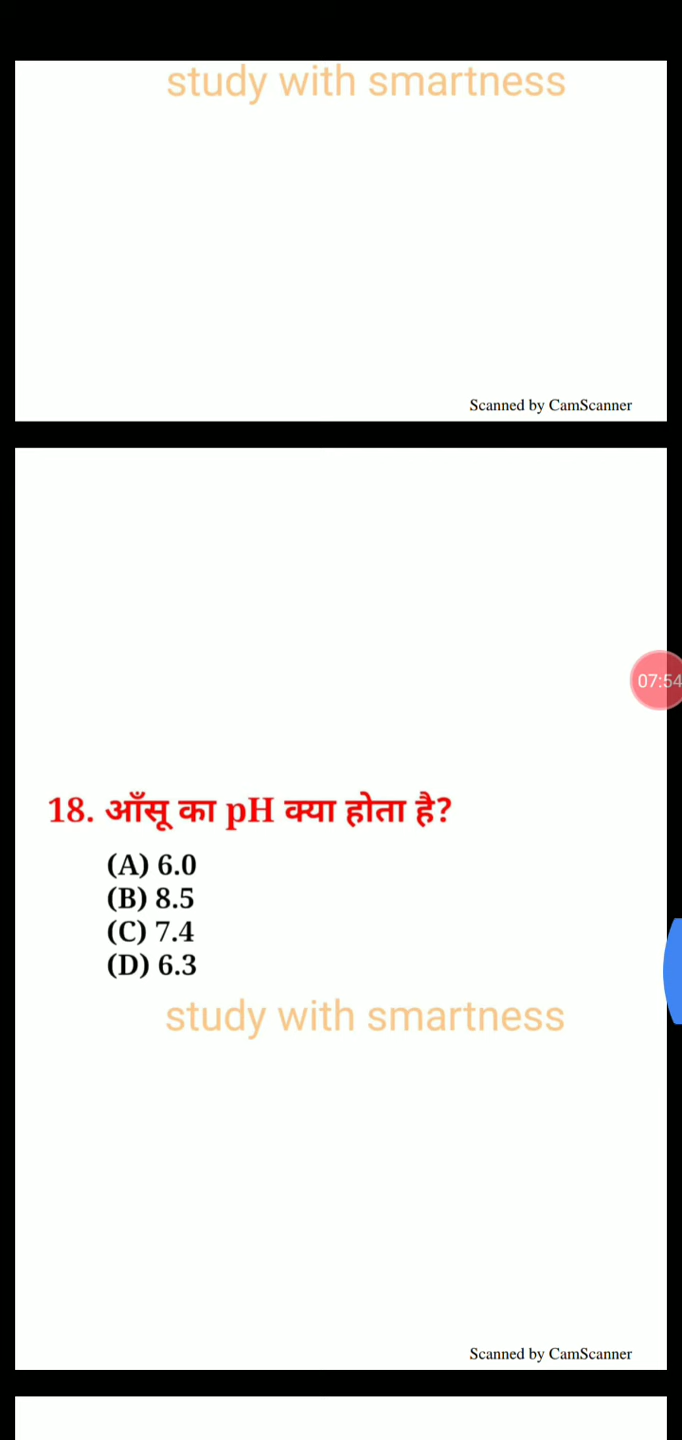 study with smartness
Scanned by CamScanner
07:54
18. आँसू का pH क्या होता है?
(A) 6.0
(B) 8.5
(C) 7.4
(D) 6.3
study with smartness
Scanned by CamScanner